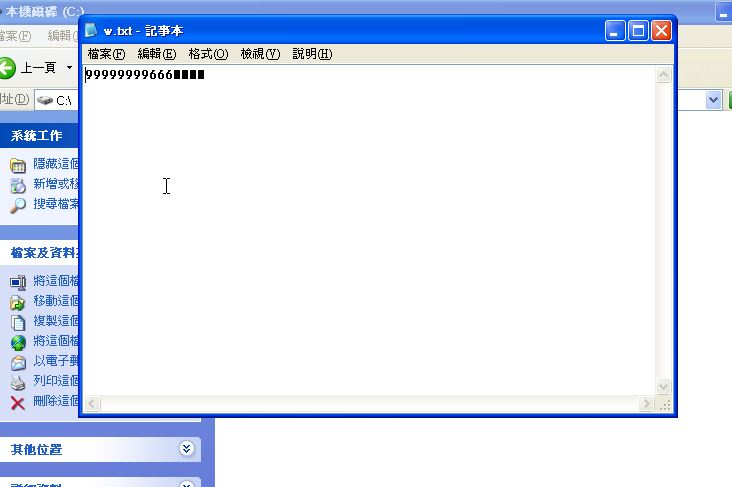 本機磁碟 (C:)
檔案(F) 編輯(
上一頁
址(D) C:\
系統工作
隱藏這個
新增或移
搜尋檔案
檔案及資料
將這個檔
移動這個
複製這個
將這個檔
以電子郵
列印這個
刪除這個
其他位置
詳細資料
w.txt - 記事本
檔案(F) 編輯(E) 格式(O) 檢視(V) 說明(H)
99999999666■■■■